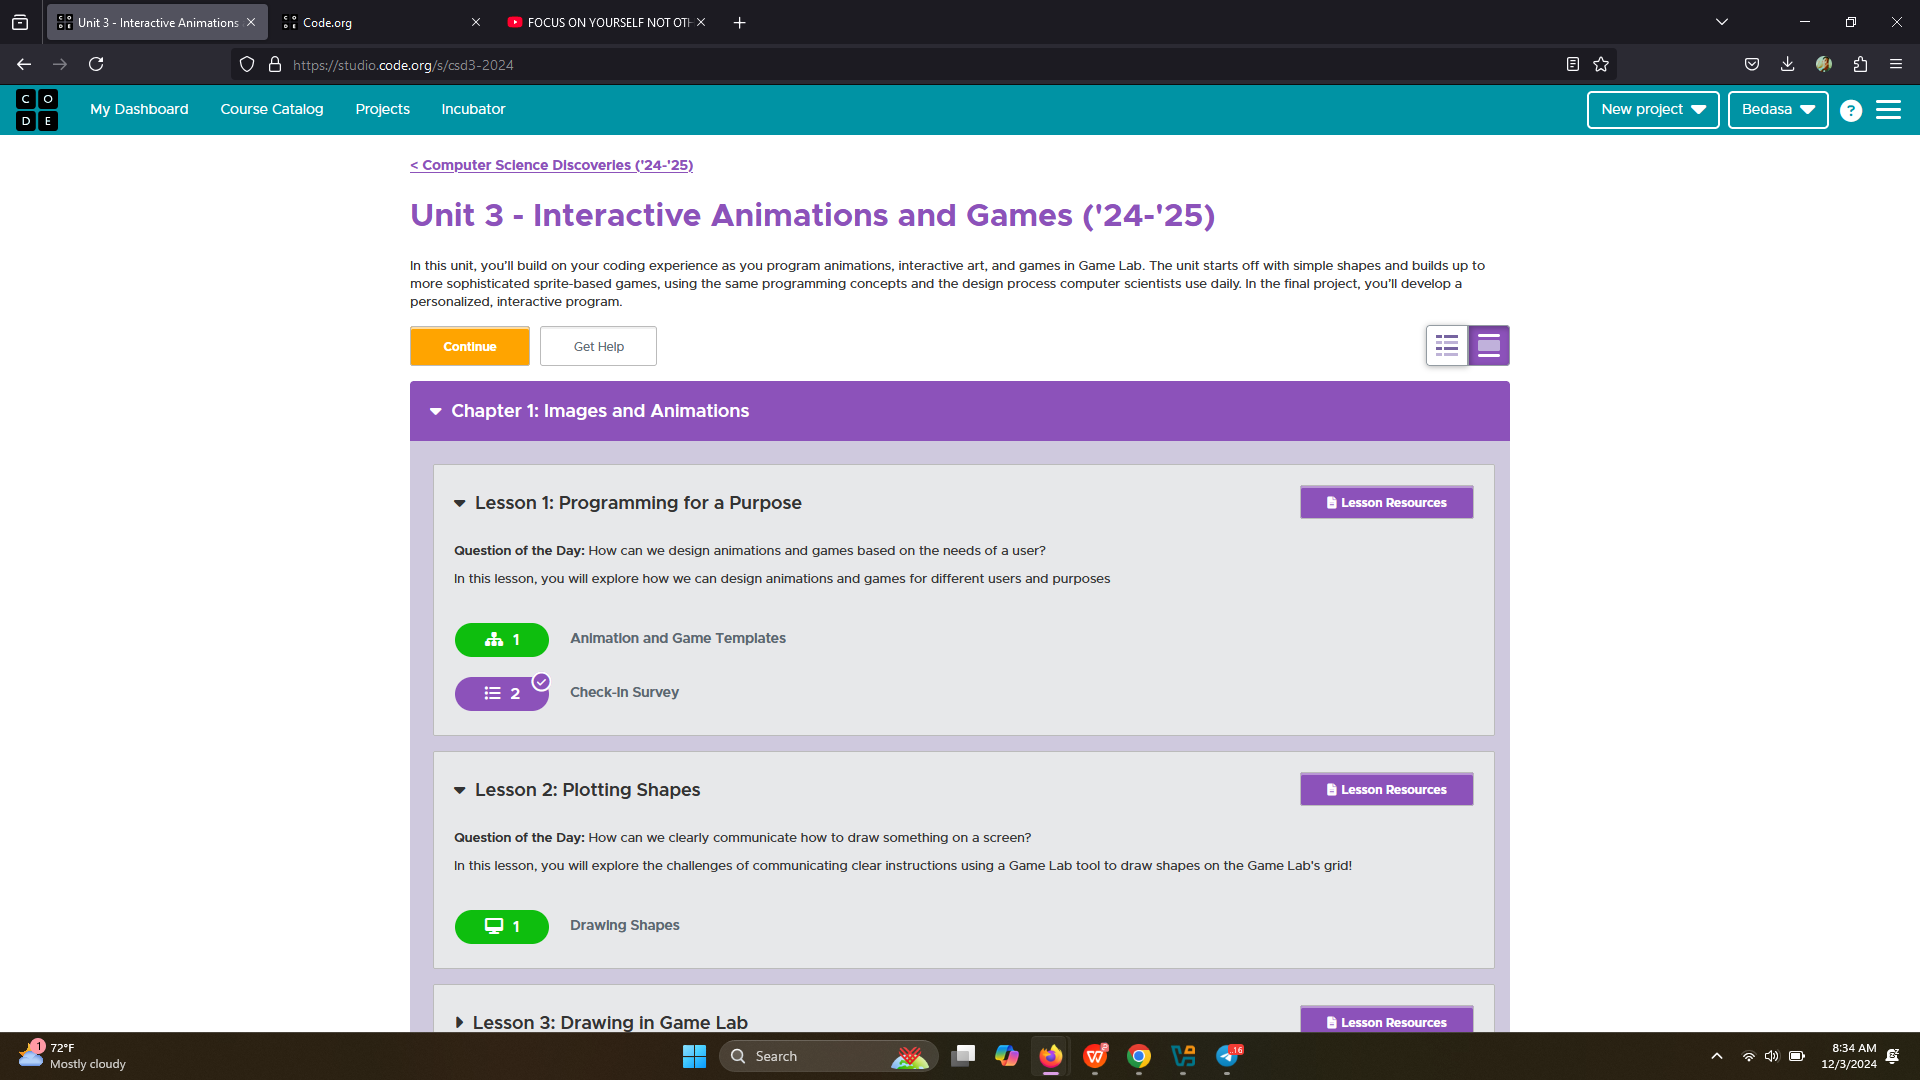 Unit 3 - Interactive Animations
Code.org
FOCUS ON YOURSELF NOT OTH
https://studio.code.org/s/csd3-2024
C O
D E
My Dashboard
Course Catalog
Projects
Incubator
New project
Bedasa
?
< Computer Science Discoveries ('24-'25)
Unit 3 - Interactive Animations and Games ('24-'25)
In this unit, you'll build on your coding experience as you program animations, interactive art, and games in Game Lab. The unit starts off with simple shapes and builds up to
more sophisticated sprite-based games, using the same programming concepts and the design process computer scientists use daily. In the final project, you'll develop a
personalized, interactive program.
Continue
Get Help
Chapter 1: Images and Animations
Lesson 1: Programming for a Purpose
Lesson Resources
Question of the Day: How can we design animations and games based on the needs of a user?
In this lesson, you will explore how we can design animations and games for different users and purposes
1
Animation and Game Templates
2
Check-In Survey
Lesson 2: Plotting Shapes
Lesson Resources
Question of the Day: How can we clearly communicate how to draw something on a screen?
In this lesson, you will explore the challenges of communicating clear instructions using a Game Lab tool to draw shapes on the Game Lab's grid!
1
Drawing Shapes
Lesson 3: Drawing in Game Lab
Lesson Resources
1
72°F
Mostly cloudy
Search
16
8:34 AM
12/3/2024